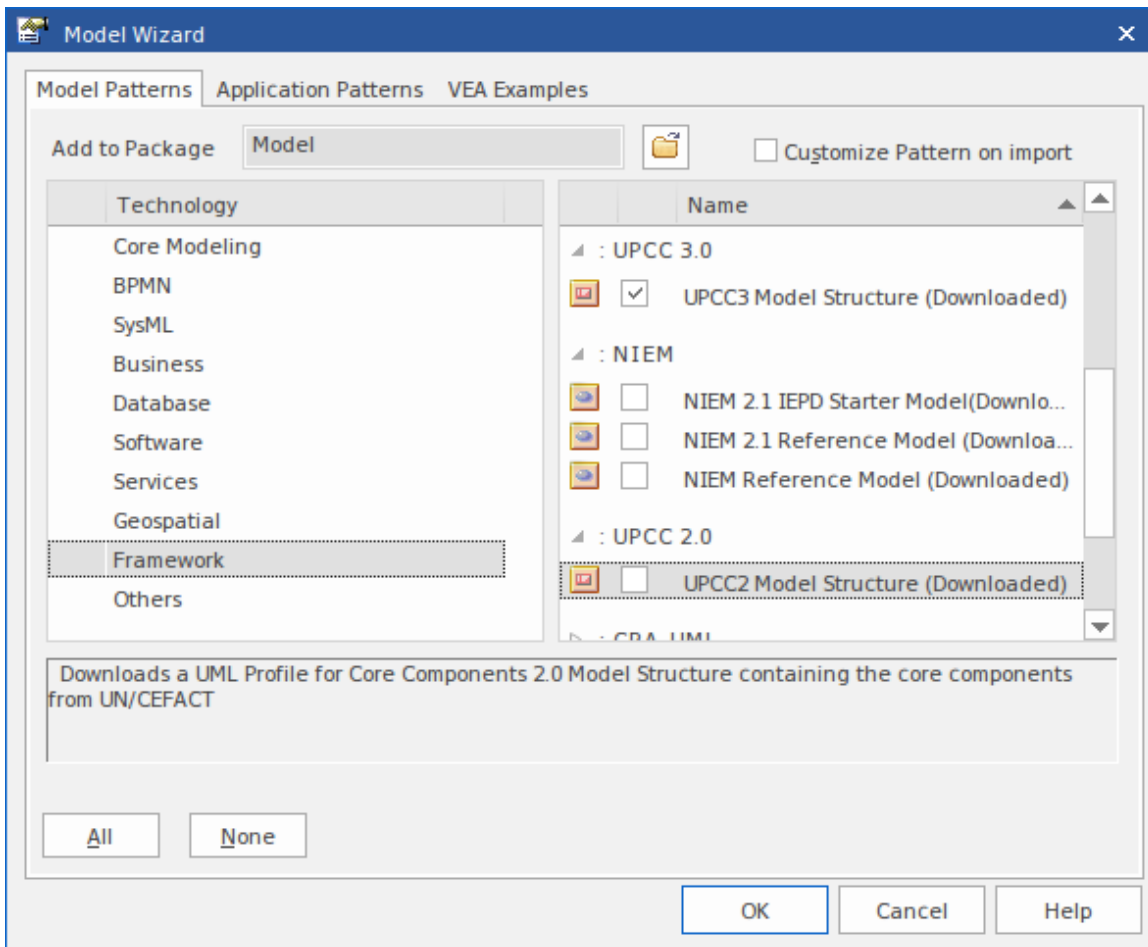 Model Wizard
Model Patterns Application Patterns VEA Examples
Add to Package Model Customize Pattern on import
Technology
Core Modeling
BPMN
SysML
Business
Database
Software
Services
Geospatial
Framework
Others
Name
: UPCC 3.0
UPCC3 Model Structure (Downloaded)
: NIEM
NIEM 2.1 IEPD Starter Model(Downlo...
NIEM 2.1 Reference Model (Downloa...
NIEM Reference Model (Downloaded)
: UPCC 2.0
UPCC2 Model Structure (Downloaded)
Downloads a UML Profile for Core Components 2.0 Model Structure containing the core components
from UN/CEFACT
All None
OK Cancel Help